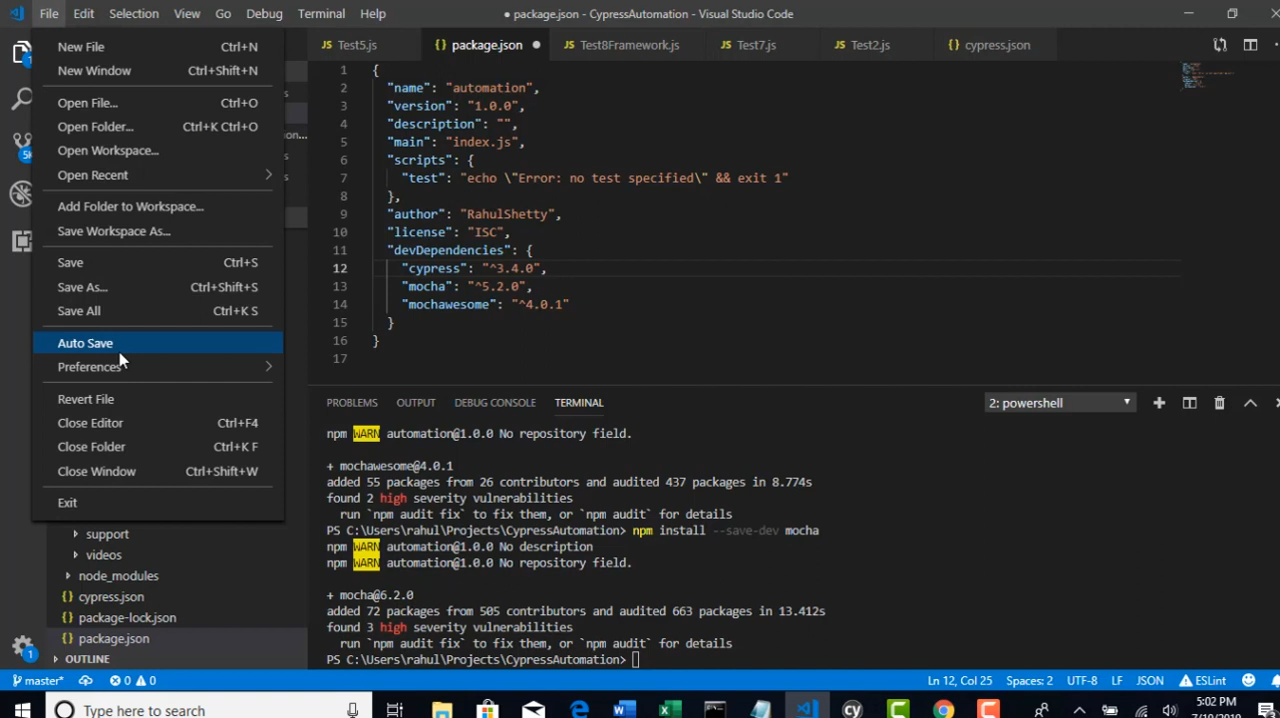 File Edit Selection View Go Debug Terminal Help
● package.json - CypressAutomation - Visual Studio Code
New File Ctrl+N
New Window Ctrl+Shift+N
Open File... Ctrl+O
Open Folder... Ctrl+K Ctrl+O
Open Workspace...
Open Recent
Add Folder to Workspace...
Save Workspace As...
Save Ctrl+S
Save As... Ctrl+Shift+S
Save All Ctrl+K S
Auto Save
Preferences
Revert File
Close Editor Ctrl+F4
Close Folder Ctrl+K F
Close Window Ctrl+Shift+W
Exit
support
videos
node_modules
{} cypress.json
{} package-lock.json
{} package.json
OUTLINE
JS Test5.js {} package.json ● JS Test8Framework.js JS Test7.js JS Test2.js {} cypress.json
1 {
2 "name": "automation",
3 "version": "1.0.0",
4 "description": "",
5 "main": "index.js",
6 "scripts": {
7 "test": "echo \"Error: no test specified\" && exit 1"
8 },
9 "author": "RahulShetty",
10 "license": "ISC",
11 "devDependencies": {
12 "cypress": "^3.4.0",
13 "mocha": "^5.2.0",
14 "mochawesome": "^4.0.1"
15 }
16 }
17
PROBLEMS OUTPUT DEBUG CONSOLE TERMINAL 2: powershell
npm WARN automation@1.0.0 No repository field.
+ mochawesome@4.0.1
added 55 packages from 26 contributors and audited 437 packages in 8.774s
found 2 high severity vulnerabilities
run `npm audit fix` to fix them, or `npm audit` for details
PS C:\Users\rahul\Projects\CypressAutomation> npm install --save-dev mocha
npm WARN automation@1.0.0 No description
npm WARN automation@1.0.0 No repository field.
+ mocha@6.2.0
added 72 packages from 505 contributors and audited 663 packages in 13.412s
found 3 high severity vulnerabilities
run `npm audit fix` to fix them, or `npm audit` for details
PS C:\Users\rahul\Projects\CypressAutomation>
master* 0 0 Ln 12, Col 25 Spaces: 2 UTF-8 LF JSON ESLint
Type here to search
5:02 PM